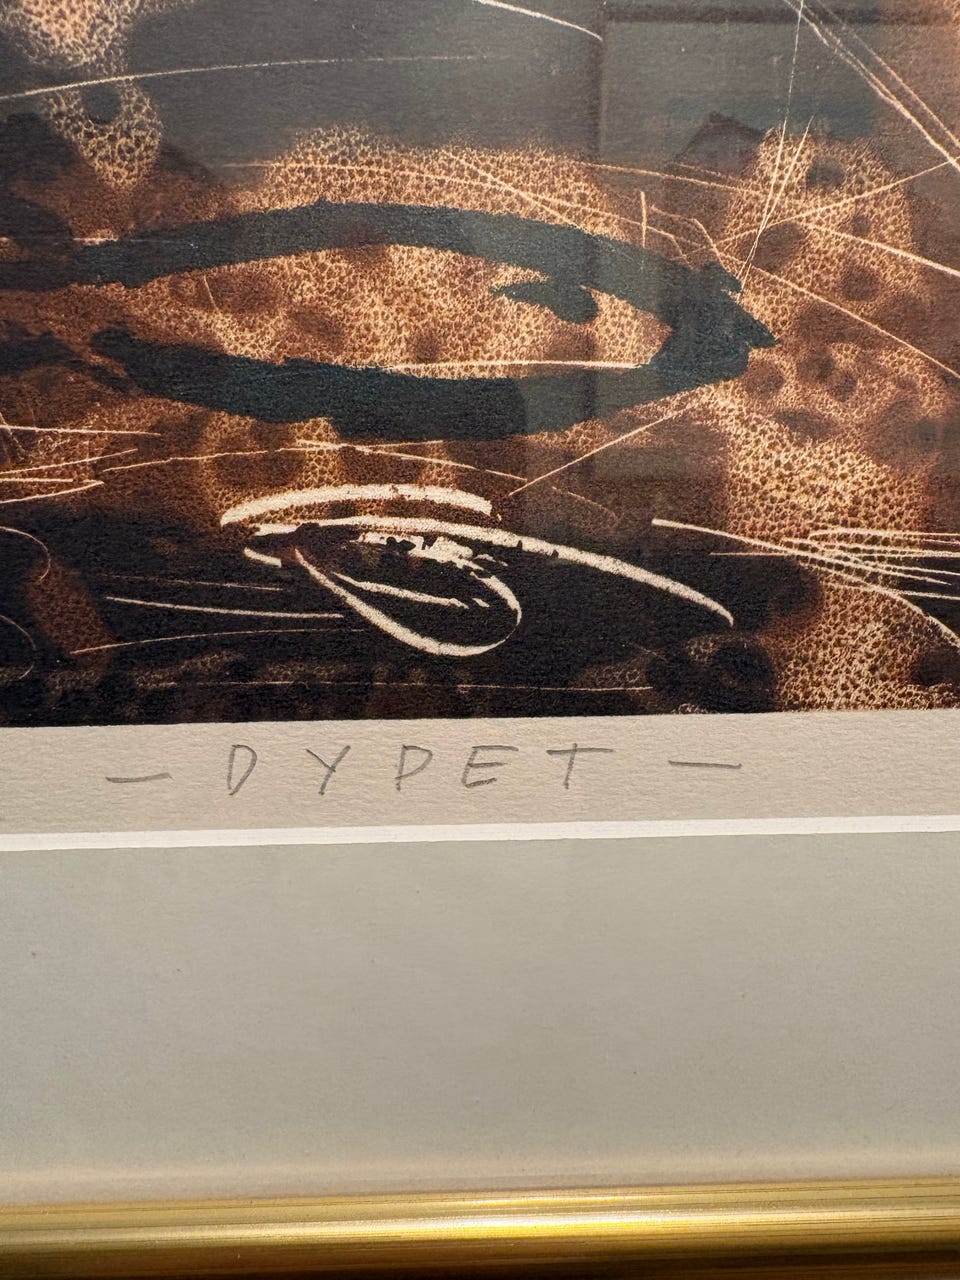 — DYPET —